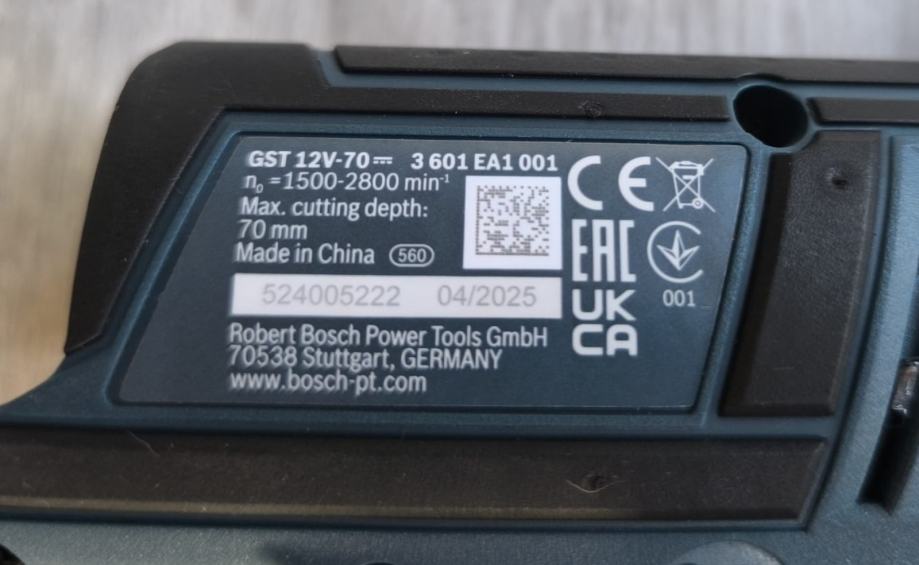 GST 12V-70⎓ 3 601 EA1 001
n₀ =1500-2800 min⁻¹
Max. cutting depth:
70 mm
Made in China 560
524005222 04/2025
Robert Bosch Power Tools GmbH
70538 Stuttgart, GERMANY
www.bosch-pt.com
CE
EAC
001
UK
CA